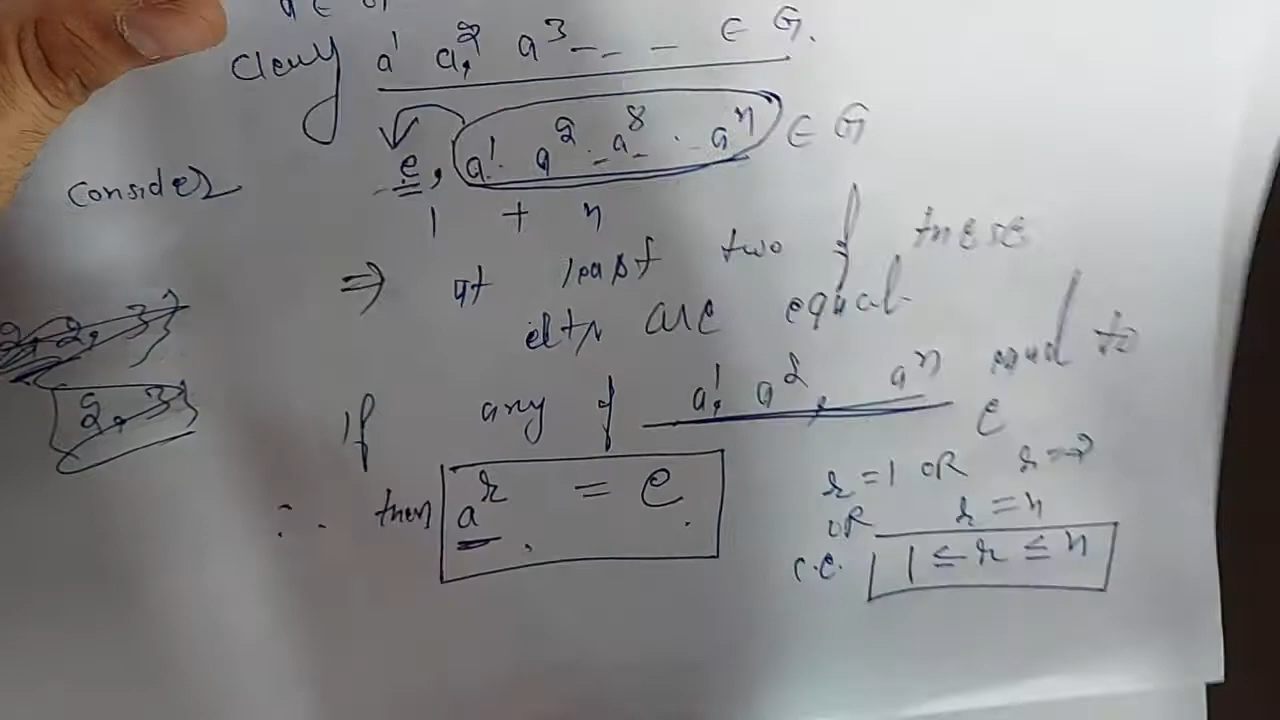 a ∈ G
Clearly a¹ a², a³ - - - ∈ G.
Consider e, a¹. a² - a⁸ - . aⁿ ∈ G
1 + n
⇒ at least two of these
elts are equal.
If any of a¹, a², aⁿ equal to
e
∴ then aʳ = e.
r=1 OR r=2
OR r=n
i.e. 1 ≤ r ≤ n
2, 3}